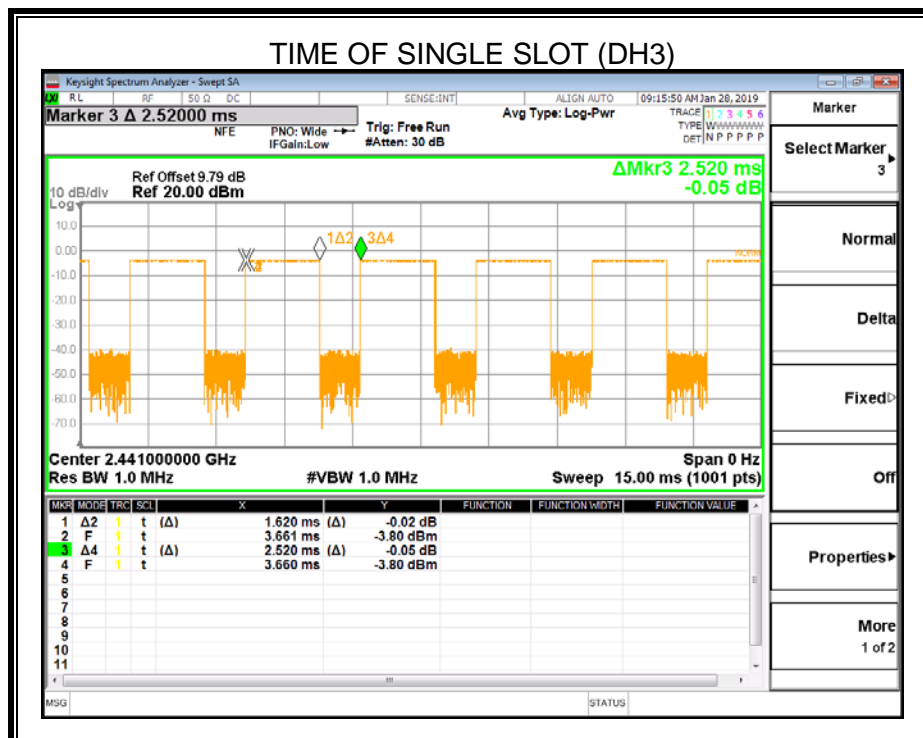 TIME OF SINGLE SLOT (DH3)
Keysight Spectrum Analyzer - Swept SA
RL RF 50 Ω DC SENSE:INT ALIGN AUTO 09:15:50 AM Jan 28, 2019
Marker 3 Δ 2.52000 ms
NFE PNO: Wide Trig: Free Run
IFGain:Low #Atten: 30 dB
Avg Type: Log-Pwr
TRACE 1 2 3 4 5 6
TYPE WWWWWW
DET N P P P P P
ΔMkr3 2.520 ms
-0.05 dB
Ref Offset 9.79 dB
10 dB/div Ref 20.00 dBm
Log
10.0
0.00
-10.0
-20.0
-30.0
-40.0
-50.0
-60.0
-70.0
1Δ2 3Δ4
Center 2.441000000 GHz Span 0 Hz
Res BW 1.0 MHz #VBW 1.0 MHz Sweep 15.00 ms (1001 pts)
MKR MODE TRC SCL X Y FUNCTION FUNCTION WIDTH FUNCTION VALUE
1 Δ2 1 t (Δ) 1.620 ms (Δ) -0.02 dB
2 F 1 t 3.661 ms -3.80 dBm
3 Δ4 1 t (Δ) 2.520 ms (Δ) -0.05 dB
4 F 1 t 3.660 ms -3.80 dBm
5
6
7
8
9
10
11
MSG STATUS
Marker
Select Marker
3
Normal
Delta
Fixed
Off
Properties
More
1 of 2